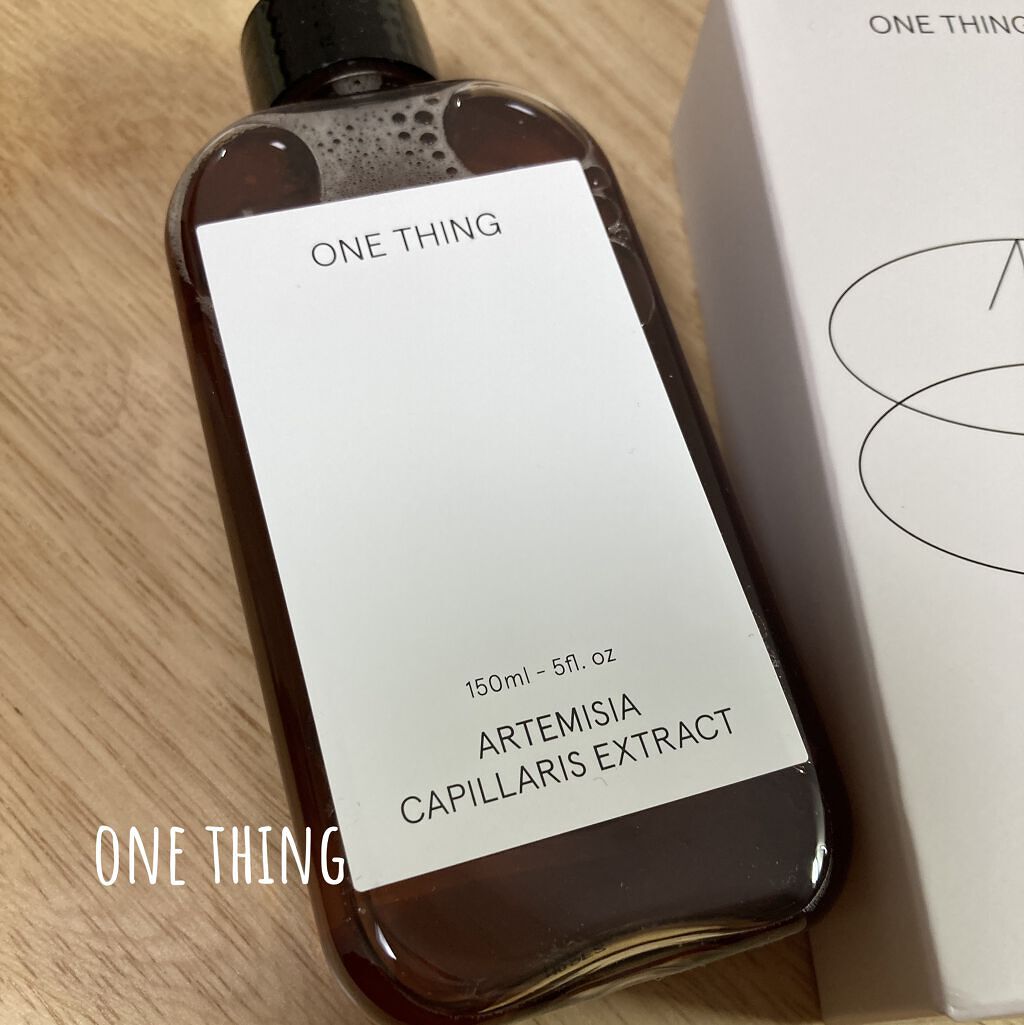 ONE THING
ONE THING
150ml - 5fl. oz
ARTEMISIA
CAPILLARIS EXTRACT
ONE THING